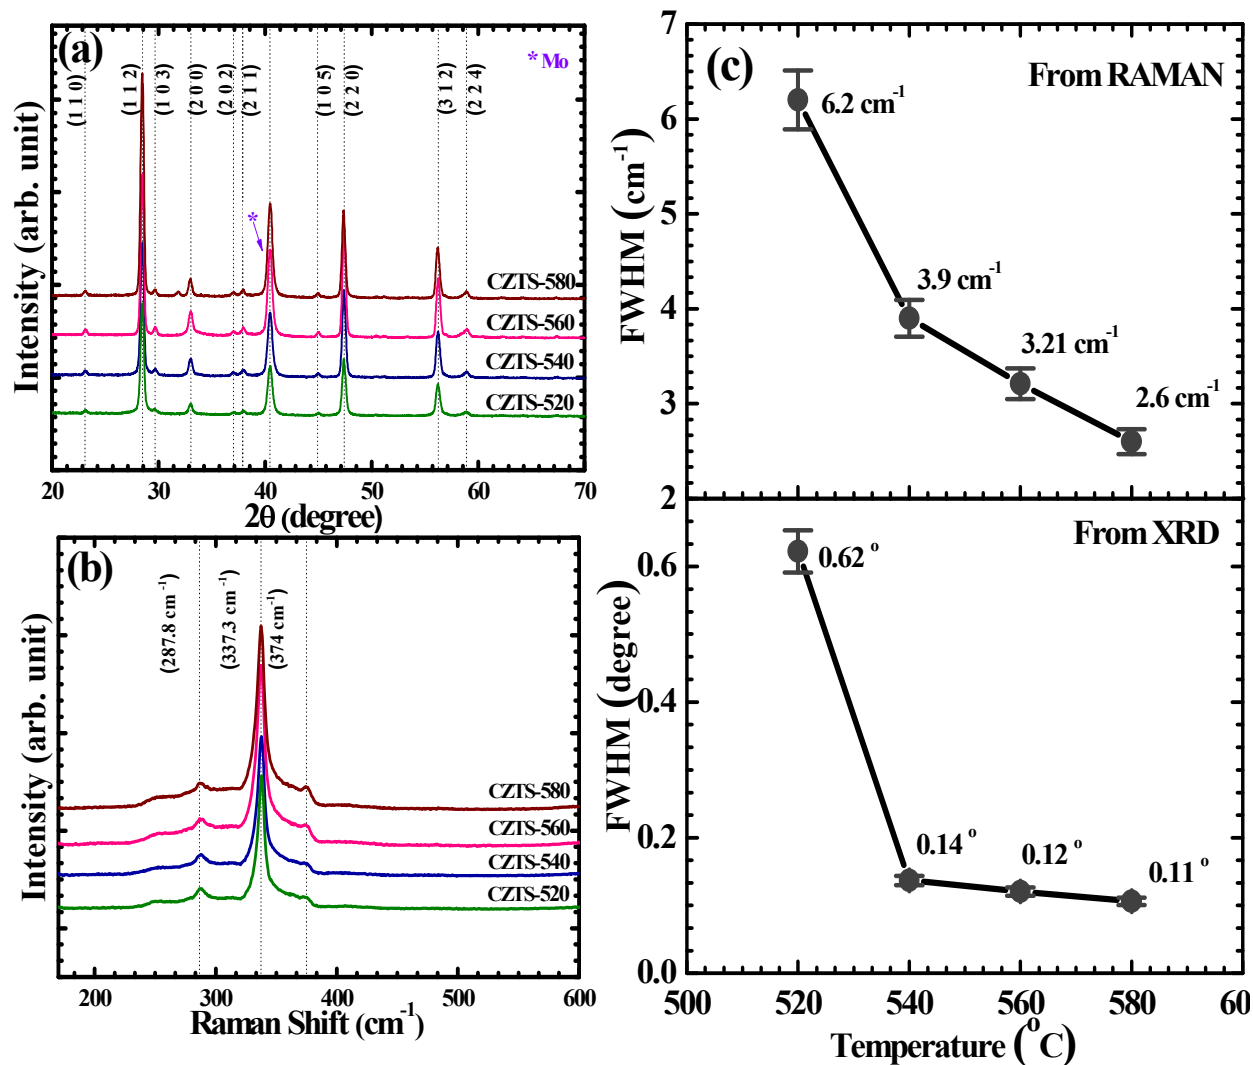 (a)
* Mo
(1 1 0)
(1 1 2)
(1 0 3)
(2 0 0)
(2 0 2)
(2 1 1)
(1 0 5)
(2 2 0)
(3 1 2)
(2 2 4)
*
CZTS-580
CZTS-560
CZTS-540
CZTS-520
Intensity (arb. unit)
20 30 40 50 60 70
2θ (degree)
(b)
(287.8 cm⁻¹)
(337.3 cm⁻¹)
(374 cm⁻¹)
CZTS-580
CZTS-560
CZTS-540
CZTS-520
Intensity (arb. unit)
200 300 400 500 600
Raman Shift (cm⁻¹)
(c)
From RAMAN
7
6
5
4
3
2
FWHM (cm⁻¹)
6.2 cm⁻¹
3.9 cm⁻¹
3.21 cm⁻¹
2.6 cm⁻¹
From XRD
0.6
0.4
0.2
0.0
FWHM (degree)
0.62 °
0.14 °
0.12 °
0.11 °
500 520 540 560 580 60
Temperature (°C)